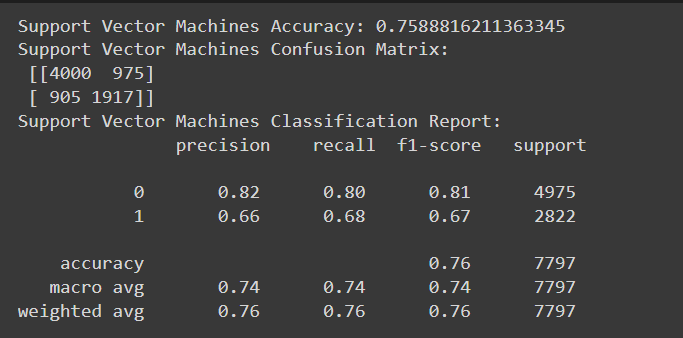 Support Vector Machines Accuracy: 0.7588816211363345
Support Vector Machines Confusion Matrix:
[[4000  975]
[ 905 1917]]
Support Vector Machines Classification Report:
precision    recall  f1-score   support
0       0.82      0.80      0.81      4975
1       0.66      0.68      0.67      2822
accuracy                           0.76      7797
macro avg       0.74      0.74      0.74      7797
weighted avg       0.76      0.76      0.76      7797